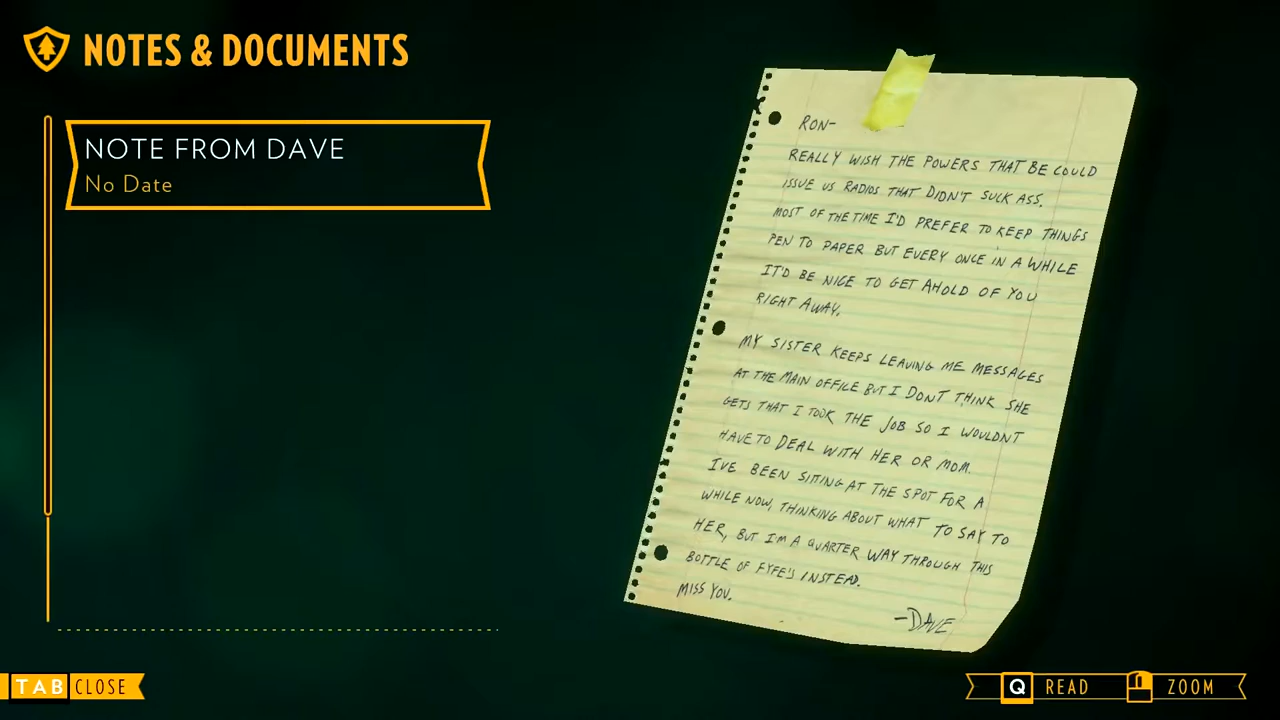 NOTES & DOCUMENTS
NOTE FROM DAVE
No Date
RON-
REALLY WISH THE POWERS THAT BE COULD
ISSUE US RADIOS THAT DIDN'T SUCK ASS.
MOST OF THE TIME I'D PREFER TO KEEP THINGS
PEN TO PAPER BUT EVERY ONCE IN A WHILE
IT'D BE NICE TO GET AHOLD OF YOU
RIGHT AWAY.
MY SISTER KEEPS LEAVING ME MESSAGES
AT THE MAIN OFFICE BUT I DONT THINK SHE
GETS THAT I TOOK THE JOB SO I WOULDNT
HAVE TO DEAL WITH HER OR MOM.
I'VE BEEN SITTING AT THE SPOT FOR A
WHILE NOW, THINKING ABOUT WHAT TO SAY TO
HER, BUT I'M A QUARTER WAY THROUGH THIS
BOTTLE OF FYFE'S INSTEAD.
MISS YOU.
-DAVE
TAB CLOSE
Q READ
ZOOM